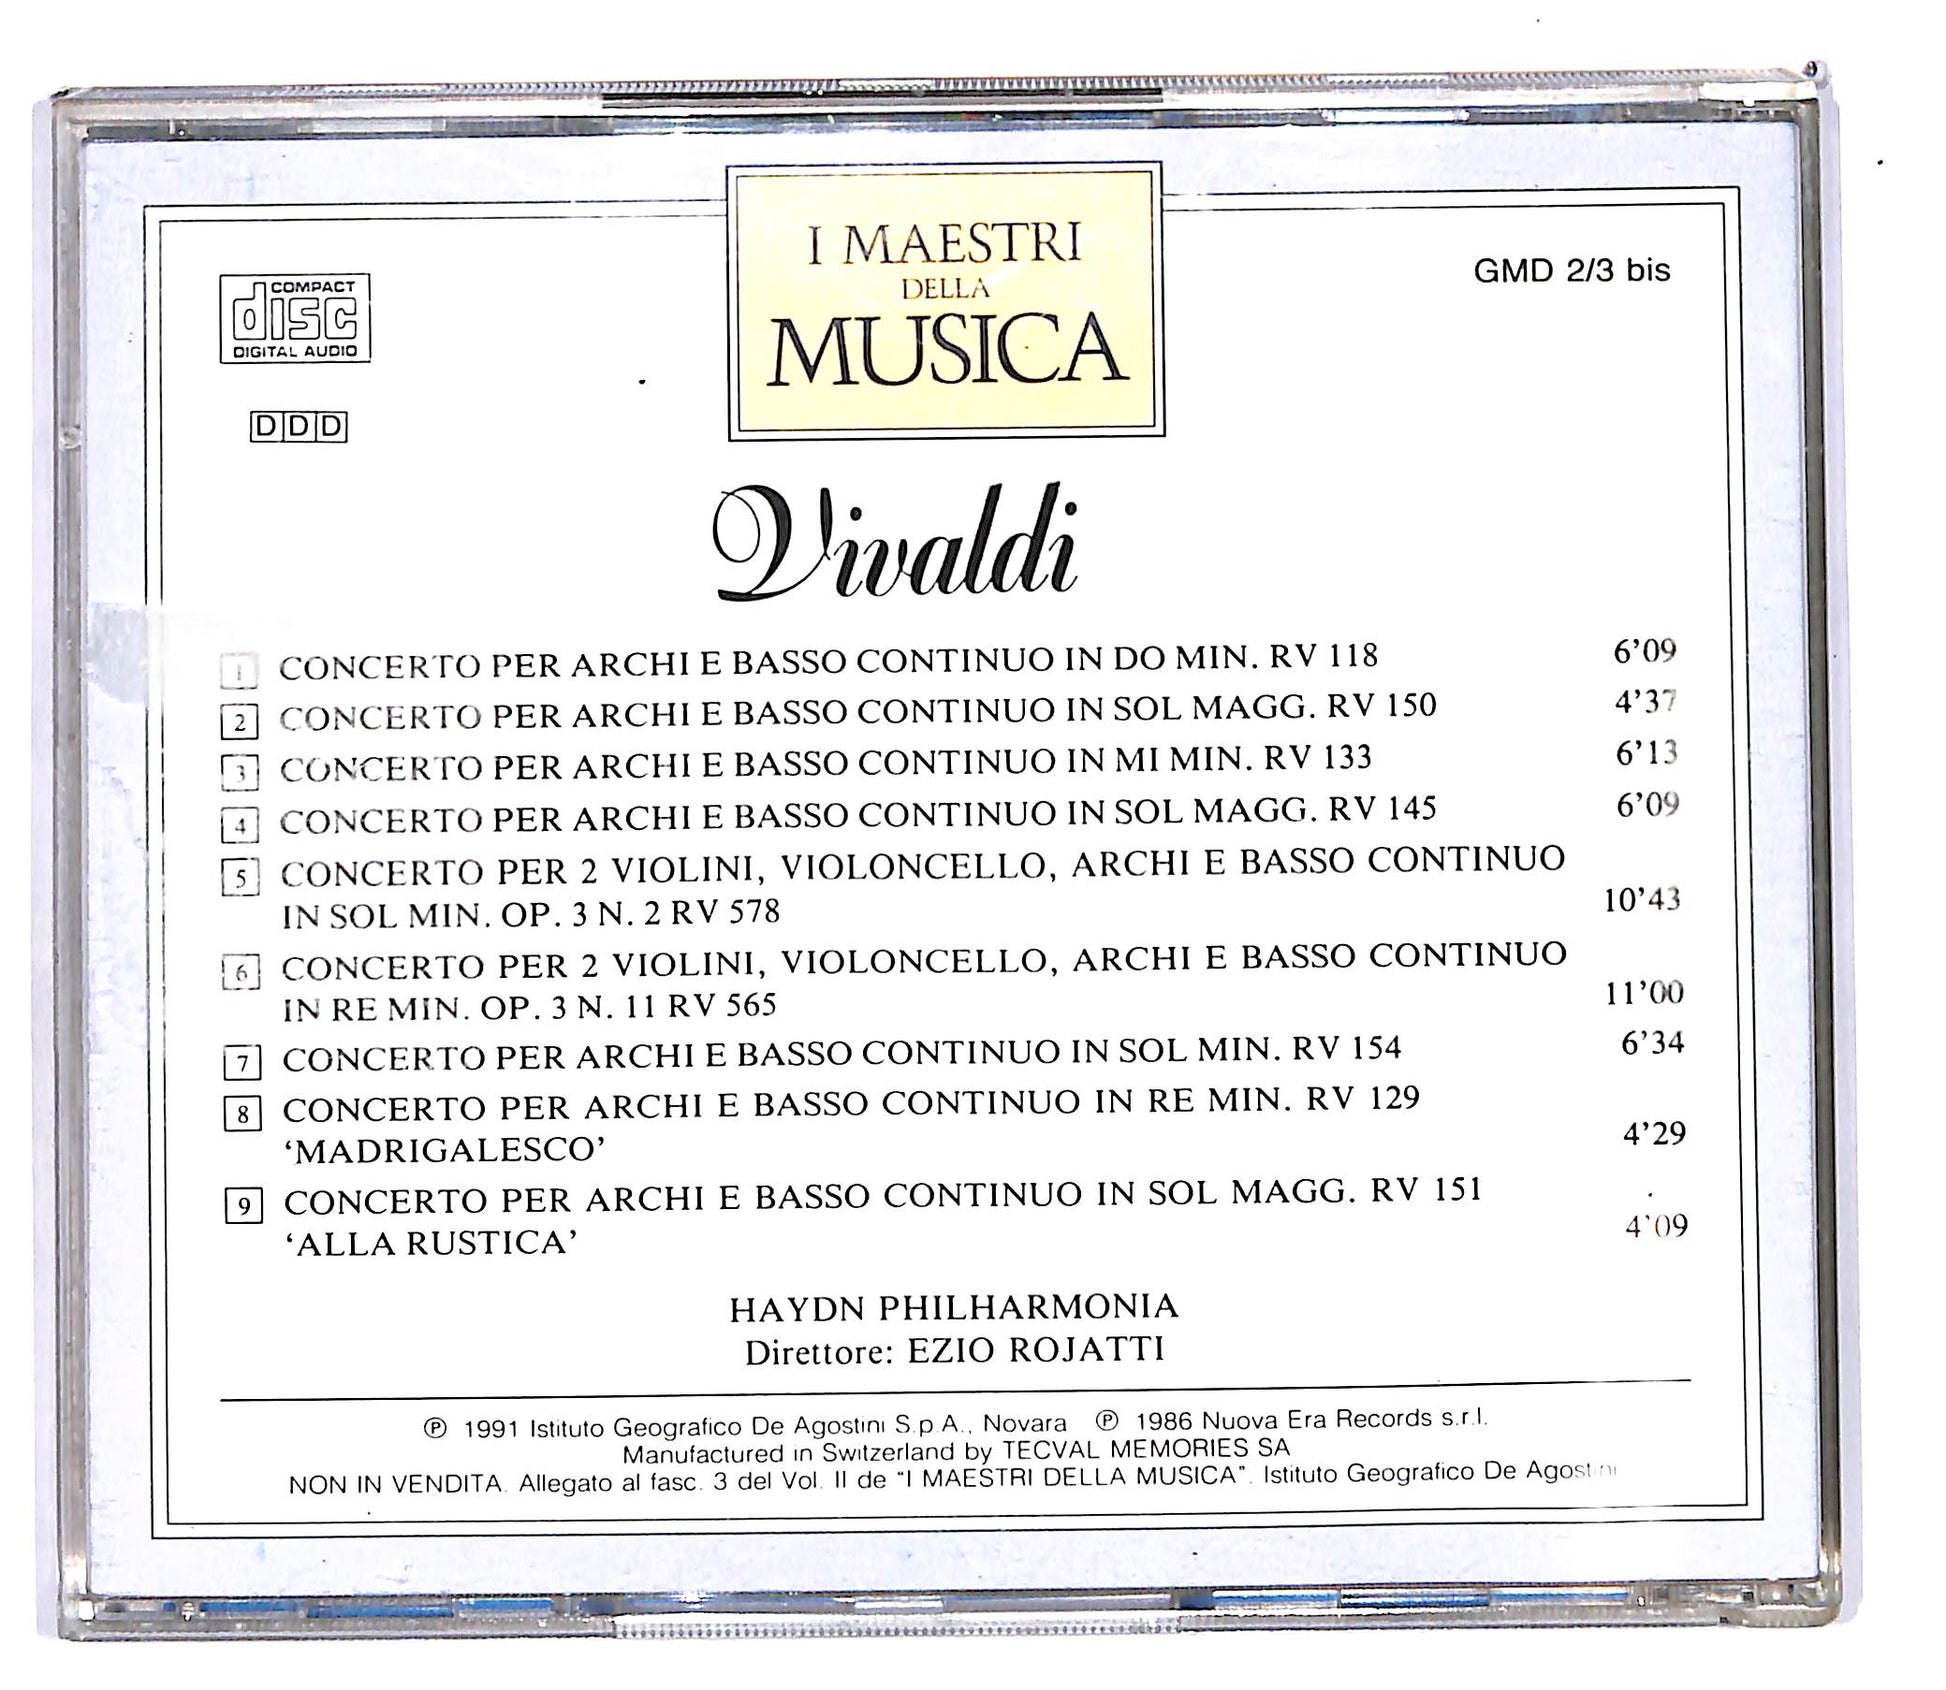 I MAESTRI
DELLA
MUSICA
GMD 2/3 bis
COMPACT
disc
DIGITAL AUDIO
DDD
Vivaldi
1 CONCERTO PER ARCHI E BASSO CONTINUO IN DO MIN. RV 118 6’09
2 CONCERTO PER ARCHI E BASSO CONTINUO IN SOL MAGG. RV 150 4’37
3 CONCERTO PER ARCHI E BASSO CONTINUO IN MI MIN. RV 133 6’13
4 CONCERTO PER ARCHI E BASSO CONTINUO IN SOL MAGG. RV 145 6’09
5 CONCERTO PER 2 VIOLINI, VIOLONCELLO, ARCHI E BASSO CONTINUO
IN SOL MIN. OP. 3 N. 2 RV 578 10’43
6 CONCERTO PER 2 VIOLINI, VIOLONCELLO, ARCHI E BASSO CONTINUO
IN RE MIN. OP. 3 N. 11 RV 565 11’00
7 CONCERTO PER ARCHI E BASSO CONTINUO IN SOL MIN. RV 154 6’34
8 CONCERTO PER ARCHI E BASSO CONTINUO IN RE MIN. RV 129
‘MADRIGALESCO’ 4’29
9 CONCERTO PER ARCHI E BASSO CONTINUO IN SOL MAGG. RV 151
‘ALLA RUSTICA’ 4’09
HAYDN PHILHARMONIA
Direttore: EZIO ROJATTI
℗ 1991 Istituto Geografico De Agostini S.p.A., Novara ℗ 1986 Nuova Era Records s.r.l.
Manufactured in Switzerland by TECVAL MEMORIES SA
NON IN VENDITA. Allegato al fasc. 3 del Vol. II de "I MAESTRI DELLA MUSICA". Istituto Geografico De Agostini